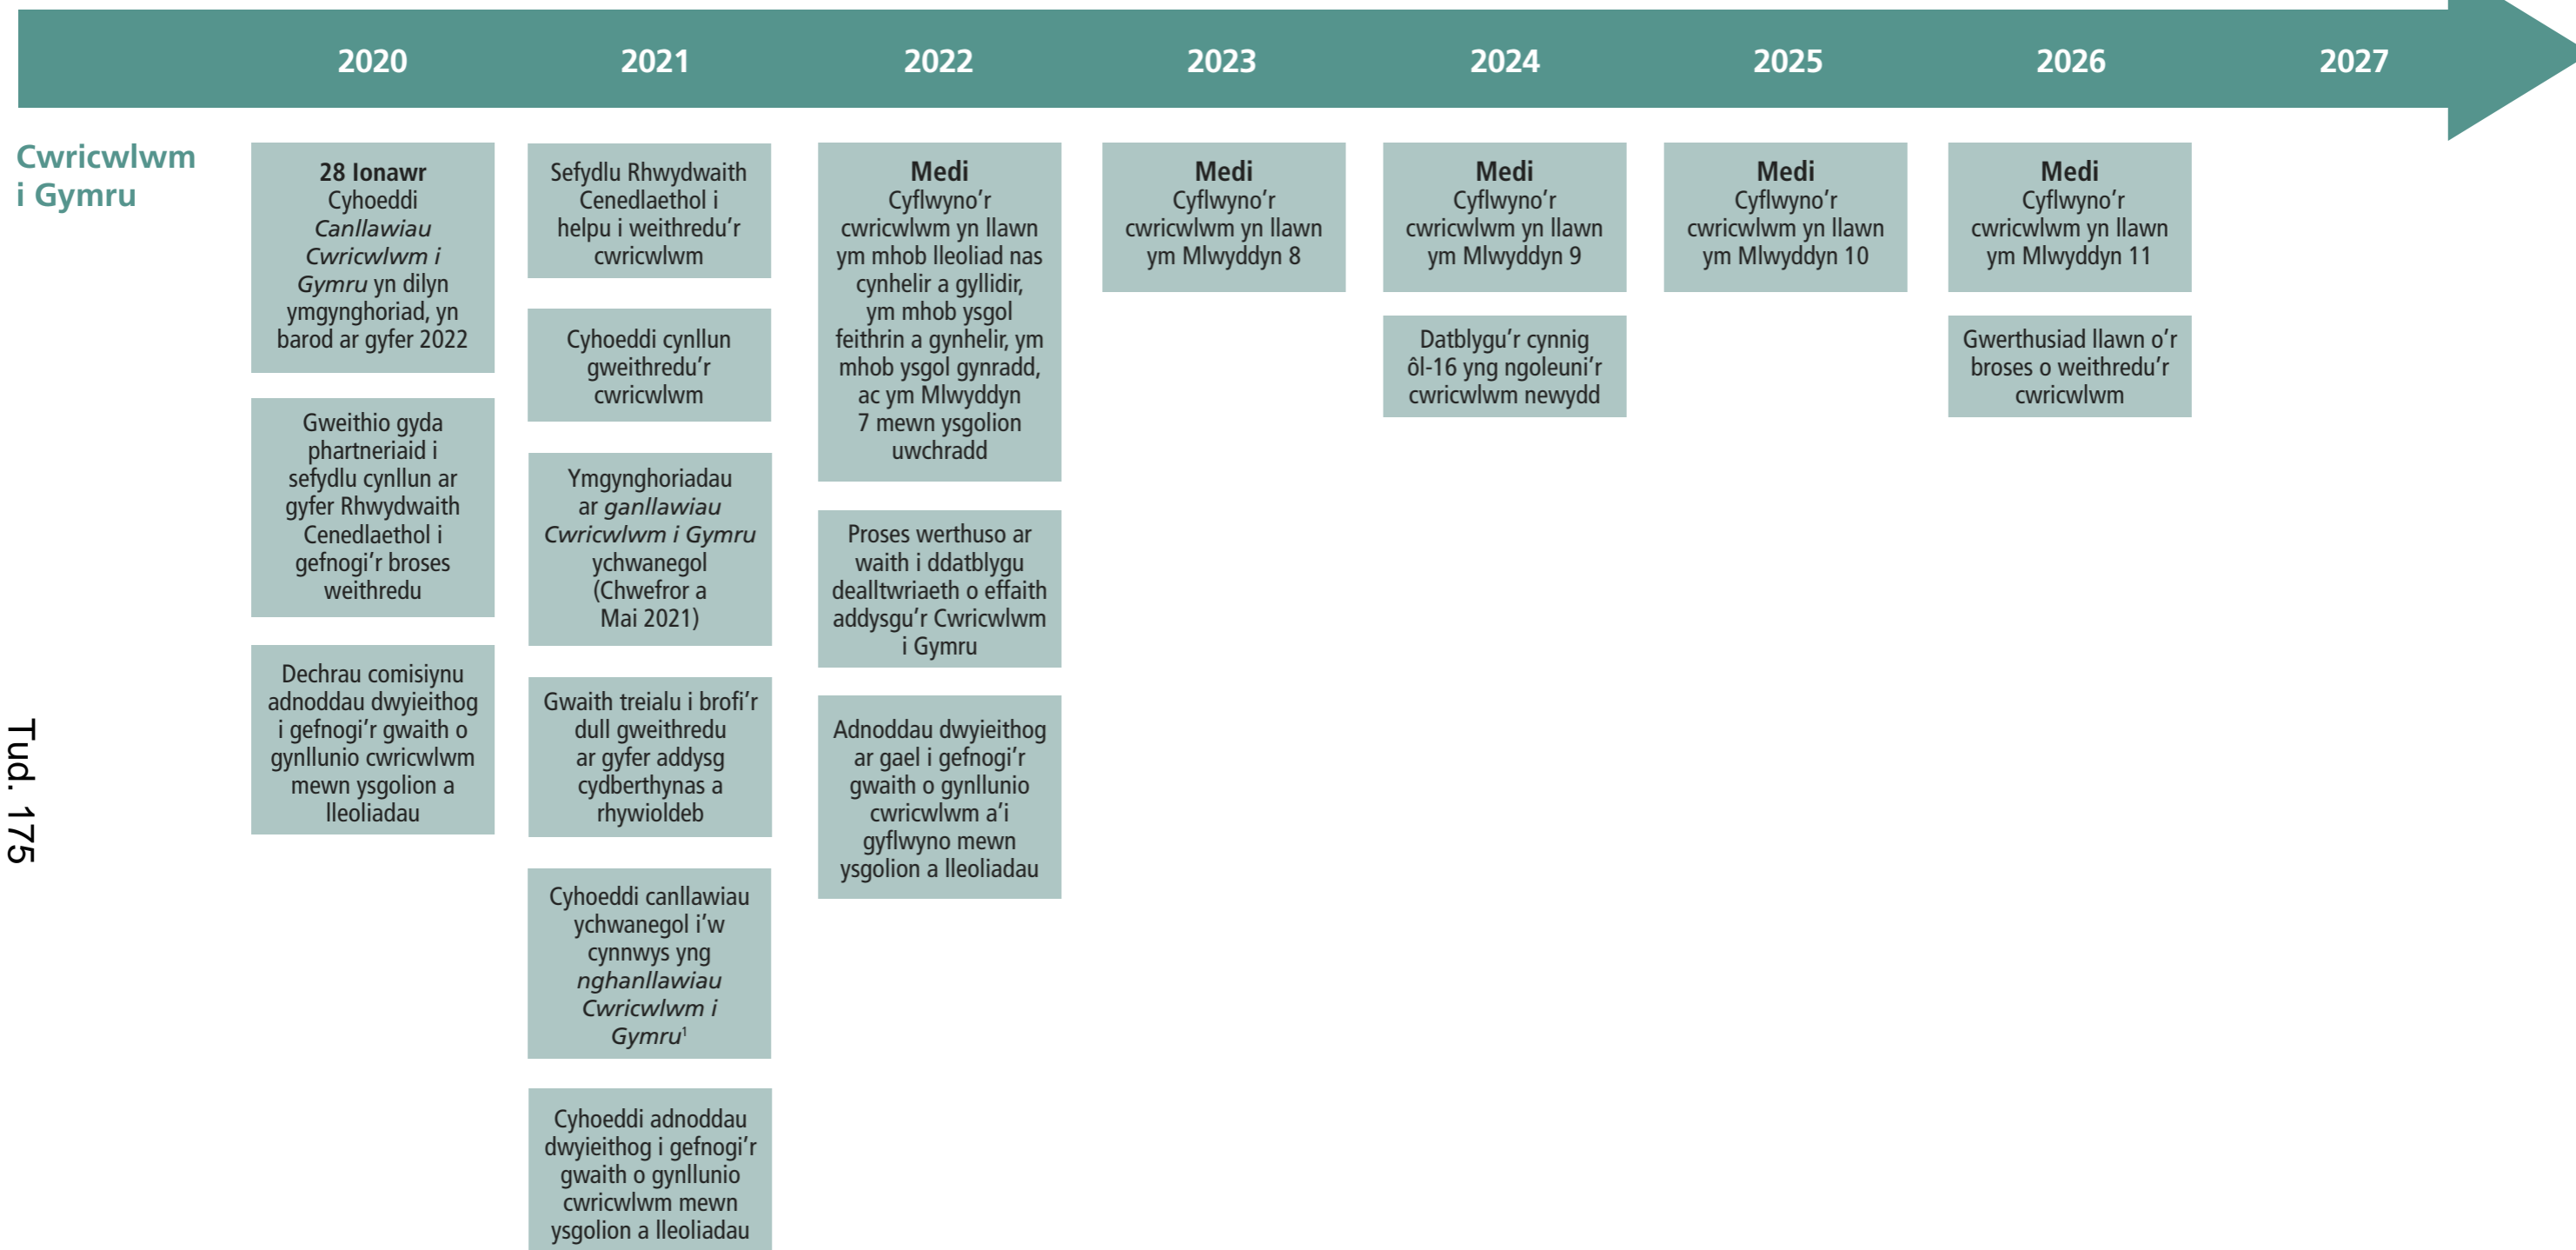 2020 2021 2022 2023 2024 2025 2026 2027
Cwricwlwm
i Gymru
28 Ionawr
Cyhoeddi
Canllawiau
Cwricwlwm i
Gymru yn dilyn
ymgynghoriad, yn
barod ar gyfer 2022
Gweithio gyda
phartneriaid i
sefydlu cynllun ar
gyfer Rhwydwaith
Cenedlaethol i
gefnogi'r broses
weithredu
Dechrau comisiynu
adnoddau dwyieithog
i gefnogi'r gwaith o
gynllunio cwricwlwm
mewn ysgolion a
lleoliadau
Sefydlu Rhwydwaith
Cenedlaethol i
helpu i weithredu'r
cwricwlwm
Cyhoeddi cynllun
gweithredu'r
cwricwlwm
Ymgynghoriadau
ar ganllawiau
Cwricwlwm i Gymru
ychwanegol
(Chwefror a
Mai 2021)
Gwaith treialu i brofi'r
dull gweithredu
ar gyfer addysg
cydberthynas a
rhywioldeb
Cyhoeddi canllawiau
ychwanegol i'w
cynnwys yng
nghanllawiau
Cwricwlwm i
Gymru¹
Cyhoeddi adnoddau
dwyieithog i gefnogi'r
gwaith o gynllunio
cwricwlwm mewn
ysgolion a lleoliadau
Medi
Cyflwyno'r
cwricwlwm yn llawn
ym mhob lleoliad nas
cynhelir a gyllidir,
ym mhob ysgol
feithrin a gynhelir, ym
mhob ysgol gynradd,
ac ym Mlwyddyn
7 mewn ysgolion
uwchradd
Proses werthuso ar
waith i ddatblygu
dealltwriaeth o effaith
addysgu'r Cwricwlwm
i Gymru
Adnoddau dwyieithog
ar gael i gefnogi'r
gwaith o gynllunio
cwricwlwm a'i
gyflwyno mewn
ysgolion a lleoliadau
Medi
Cyflwyno'r
cwricwlwm yn llawn
ym Mlwyddyn 8
Medi
Cyflwyno'r
cwricwlwm yn llawn
ym Mlwyddyn 9
Datblygu'r cynnig
ôl-16 yng ngoleuni'r
cwricwlwm newydd
Medi
Cyflwyno'r
cwricwlwm yn llawn
ym Mlwyddyn 10
Medi
Cyflwyno'r
cwricwlwm yn llawn
ym Mlwyddyn 11
Gwerthusiad llawn o'r
broses o weithredu'r
cwricwlwm
Tud. 175